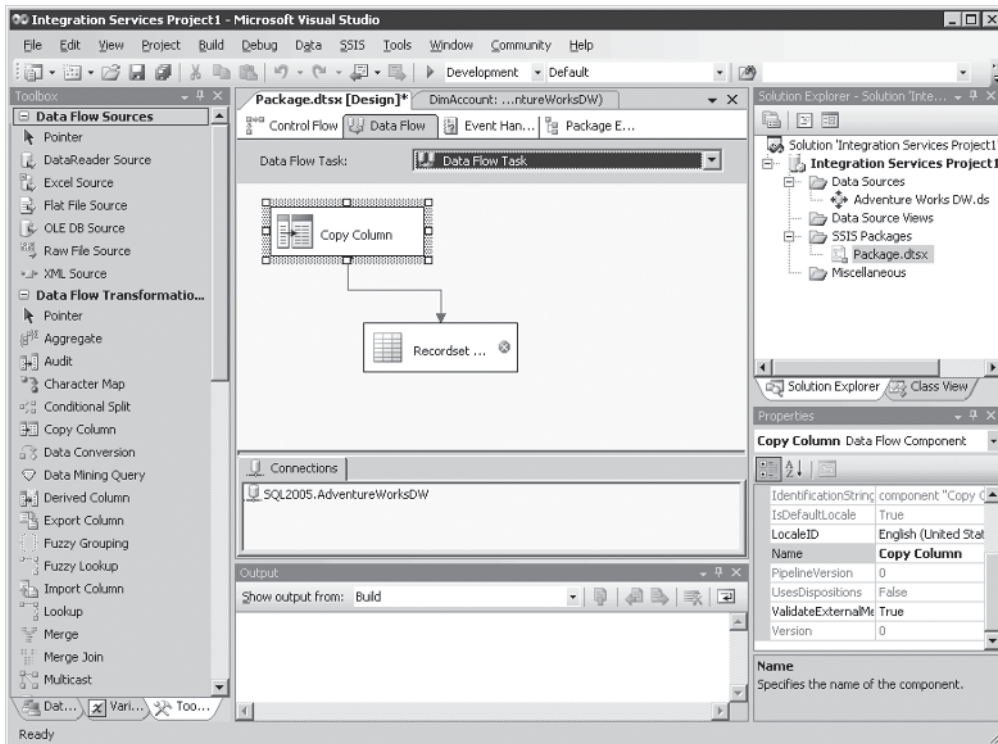 Integration Services Project1 - Microsoft Visual Studio
File Edit View Project Build Debug Data SSIS Tools Window Community Help
Development Default
Toolbox
Data Flow Sources
Pointer
DataReader Source
Excel Source
Flat File Source
OLE DB Source
Raw File Source
XML Source
Data Flow Transformatio...
Pointer
Aggregate
Audit
Character Map
Conditional Split
Copy Column
Data Conversion
Data Mining Query
Derived Column
Export Column
Fuzzy Grouping
Fuzzy Lookup
Import Column
Lookup
Merge
Merge Join
Multicast
Dat... Vari... Too...
Package.dtsx [Design]* DimAccount: ...ntureWorksDW)
Control Flow Data Flow Event Han... Package E...
Data Flow Task: Data Flow Task
Copy Column
Recordset ...
Connections
SQL2005.AdventureWorksDW
Output
Show output from: Build
Solution Explorer - Solution 'Inte...
Solution 'Integration Services Project1'
Integration Services Project1
Data Sources
Adventure Works DW.ds
Data Source Views
SSIS Packages
Package.dtsx
Miscellaneous
Solution Explorer Class View
Properties
Copy Column Data Flow Component
IdentificationString component "Copy C
IsDefaultLocale True
LocaleID English (United Stat
Name Copy Column
PipelineVersion 0
UsesDispositions False
ValidateExternalMe True
Version 0
Name
Specifies the name of the component.
Ready